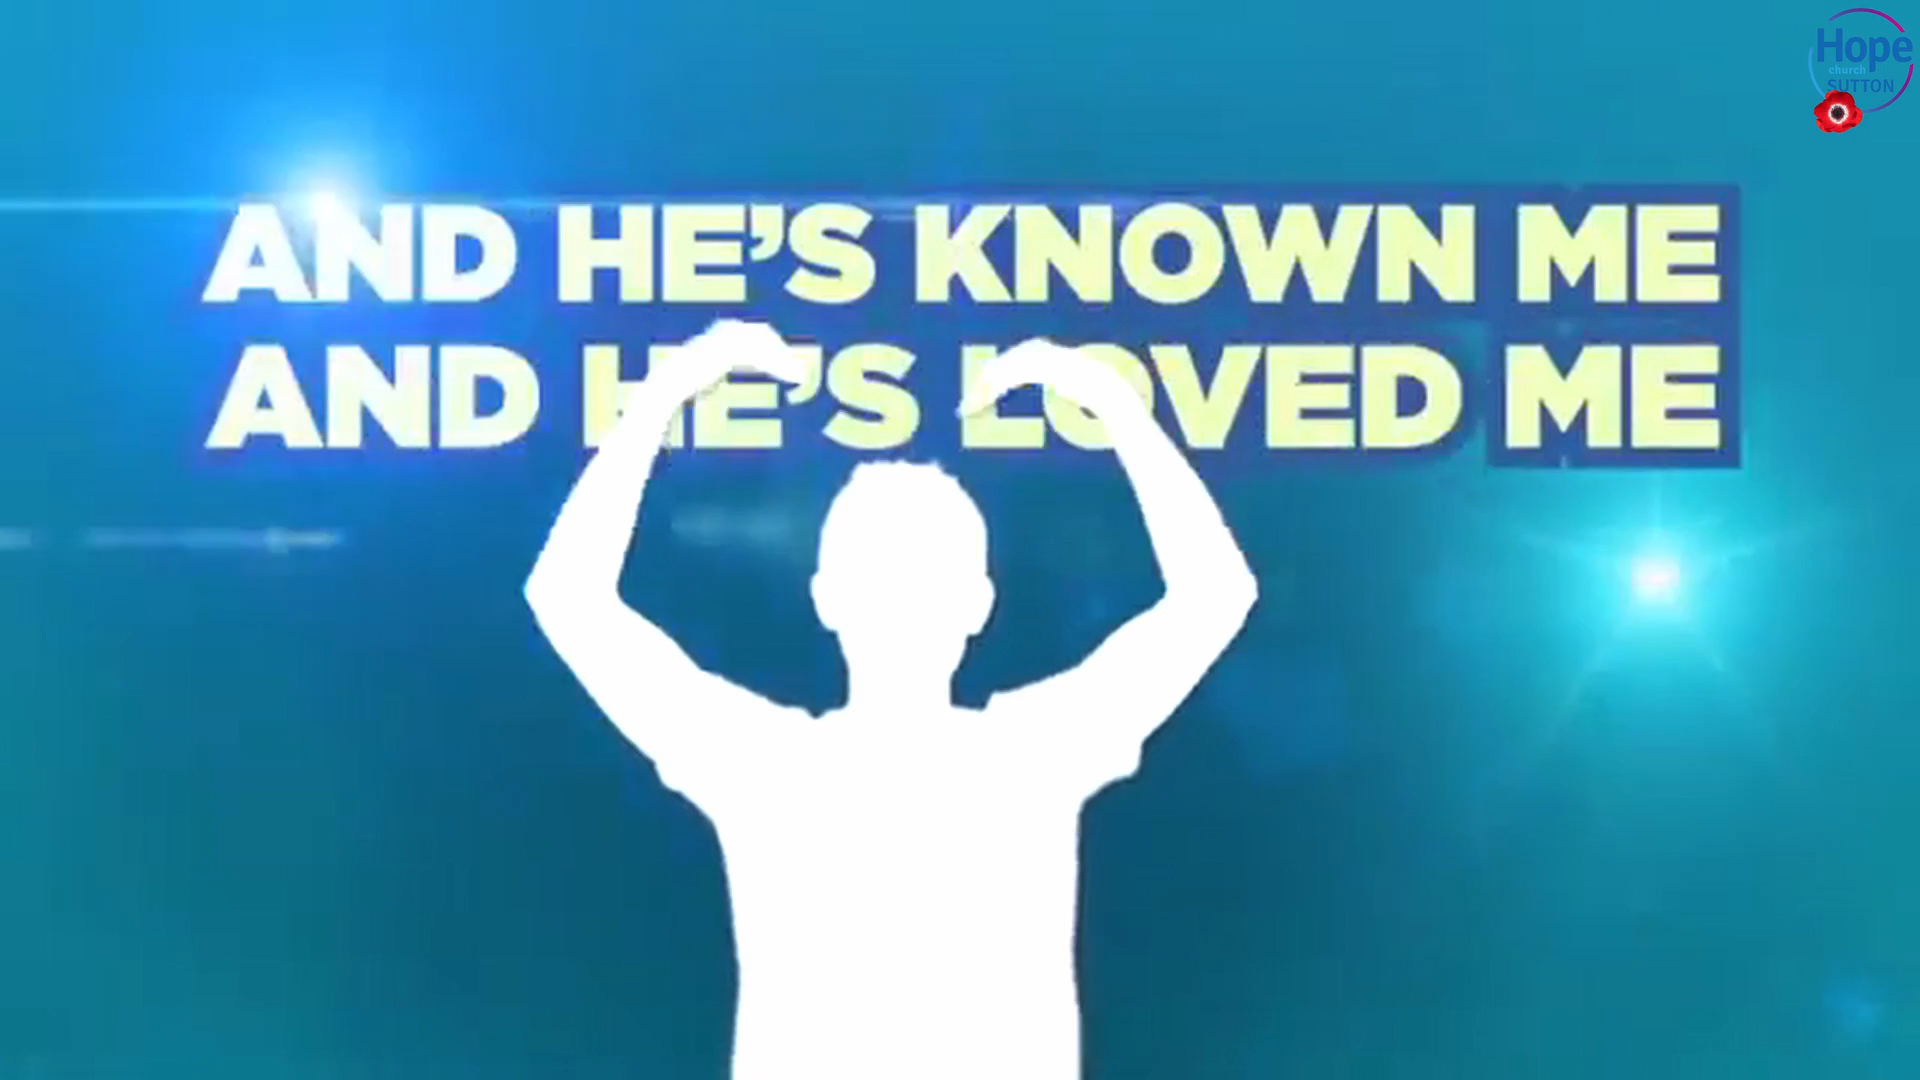 Hope
church
SUTTON
AND HE'S KNOWN ME
AND HE'S LOVED ME